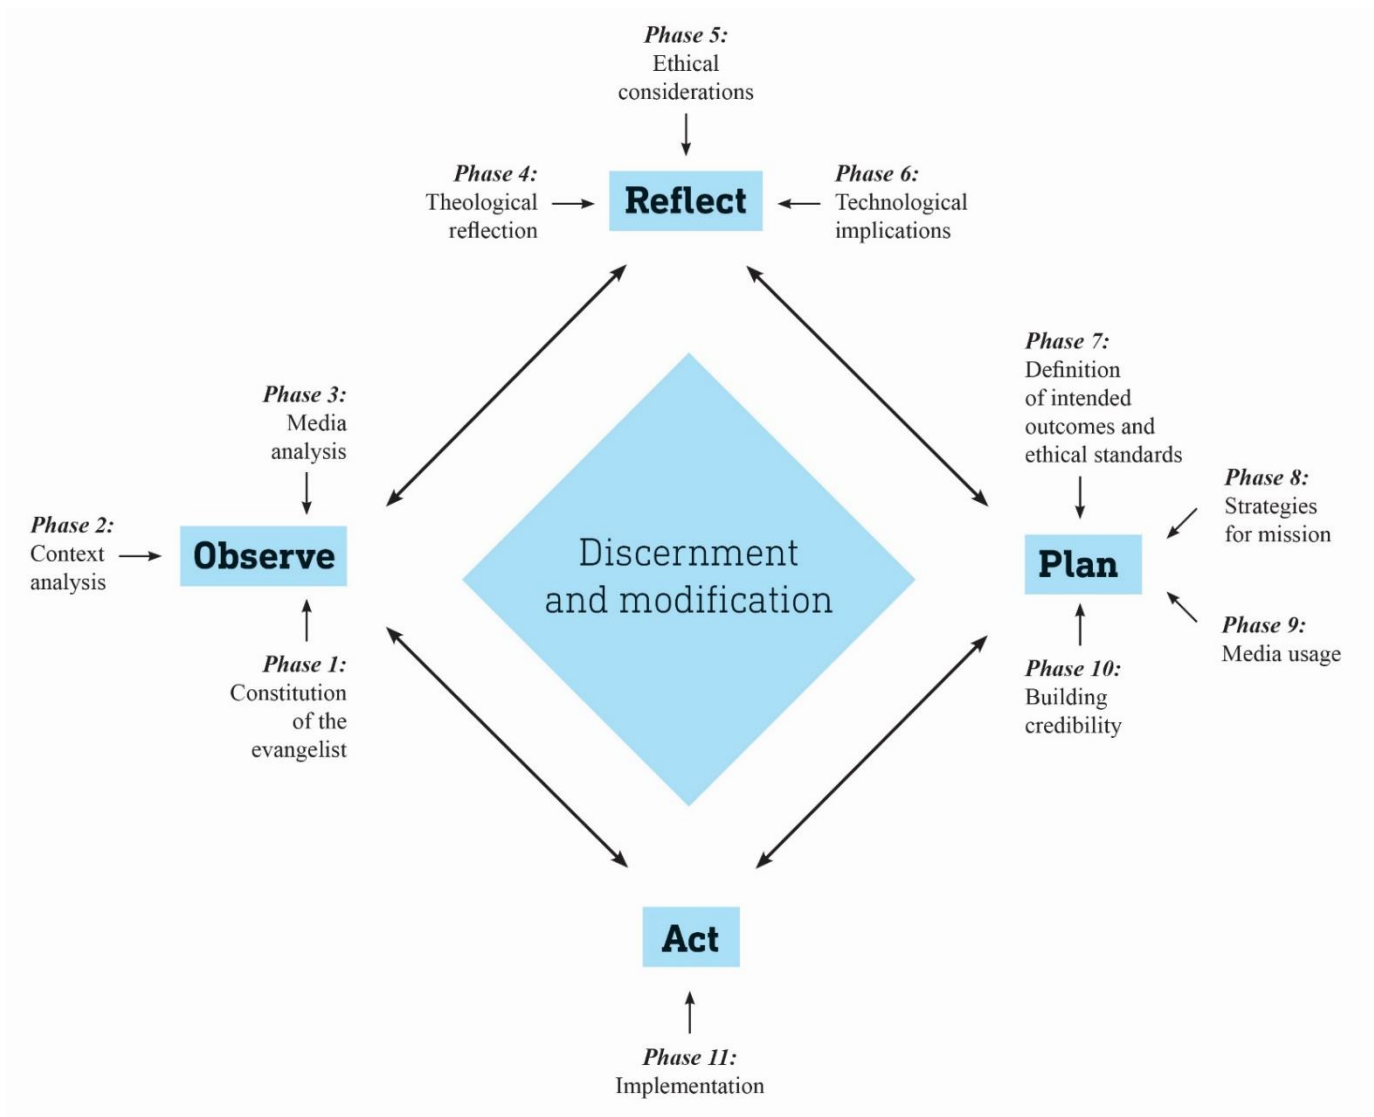 Phase 5:
Ethical
considerations
Phase 4:
Theological
reflection
Reflect
Phase 6:
Technological
implications
Phase 3:
Media
analysis
Phase 2:
Context
analysis
Observe
Phase 1:
Constitution
of the
evangelist
Discernment
and modification
Phase 7:
Definition
of intended
outcomes and
ethical standards
Phase 8:
Strategies
for mission
Plan
Phase 9:
Media usage
Phase 10:
Building
credibility
Act
Phase 11:
Implementation